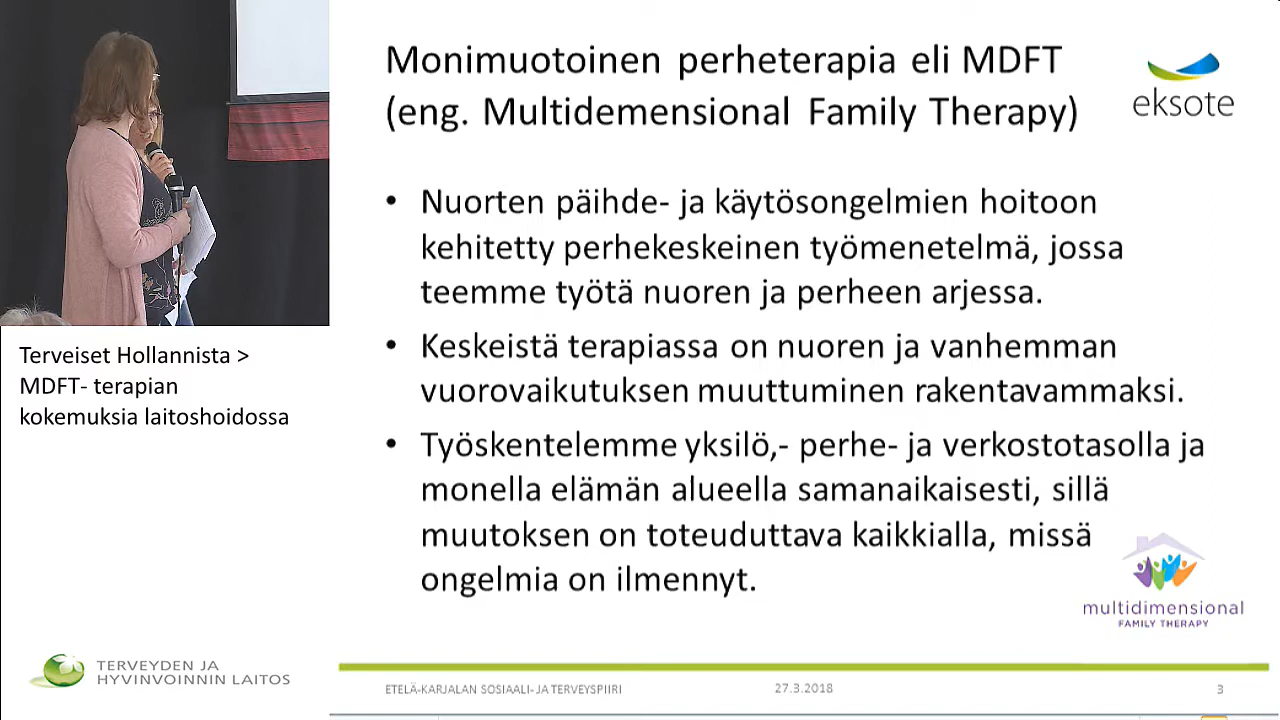 Monimuotoinen perheterapia eli MDFT
(eng. Multidemensional Family Therapy)
eksote
• Nuorten päihde- ja käytösongelmien hoitoon
kehitetty perhekeskeinen työmenetelmä, jossa
teemme työtä nuoren ja perheen arjessa.
• Keskeistä terapiassa on nuoren ja vanhemman
vuorovaikutuksen muuttuminen rakentavammaksi.
• Työskentelemme yksilö,- perhe- ja verkostotasolla ja
monella elämän alueella samanaikaisesti, sillä
muutoksen on toteuduttava kaikkialla, missä
ongelmia on ilmennyt.
multidimensional
FAMILY THERAPY
Terveiset Hollannista >
MDFT- terapian
kokemuksia laitoshoidossa
TERVEYDEN JA
HYVINVOINNIN LAITOS
ETELÄ-KARJALAN SOSIAALI- JA TERVEYSPIIRI
27.3.2018
3